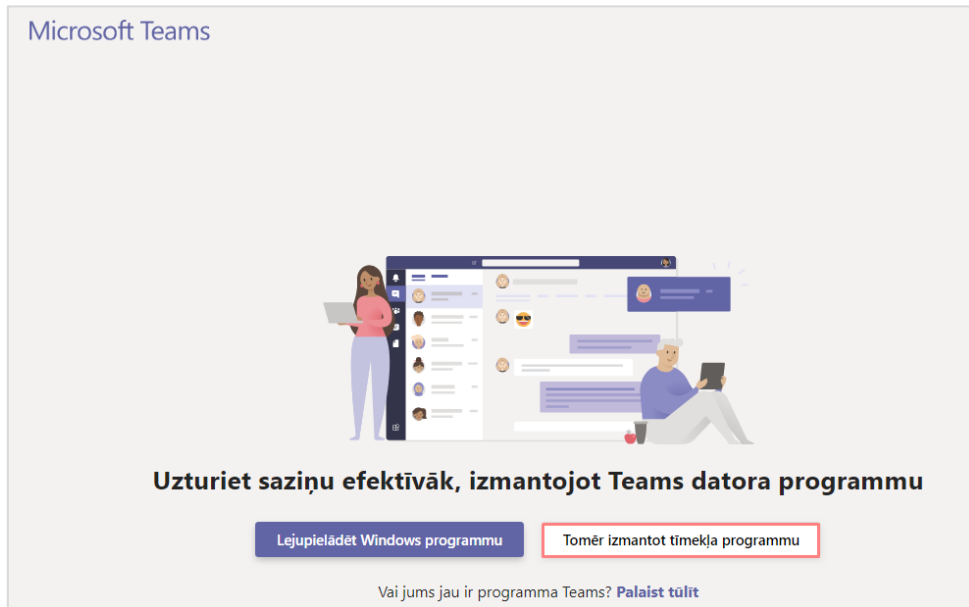 Microsoft Teams
Uzturiet saziņu efektīvāk, izmantojot Teams datora programmu
Lejupielādēt Windows programmu
Tomēr izmantot tīmekļa programmu
Vai jums jau ir programma Teams? Palaist tūlīt